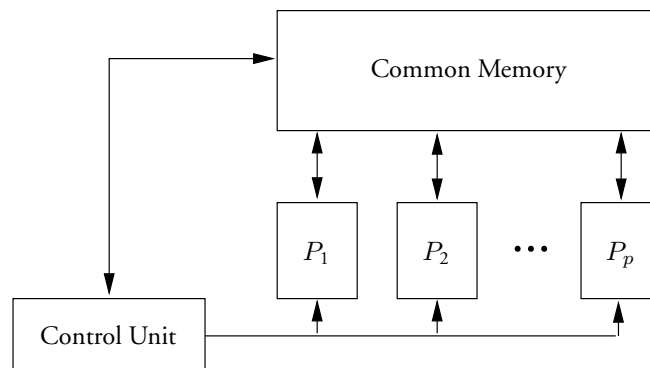 Common Memory
P₁ P₂ ••• Pₚ
Control Unit